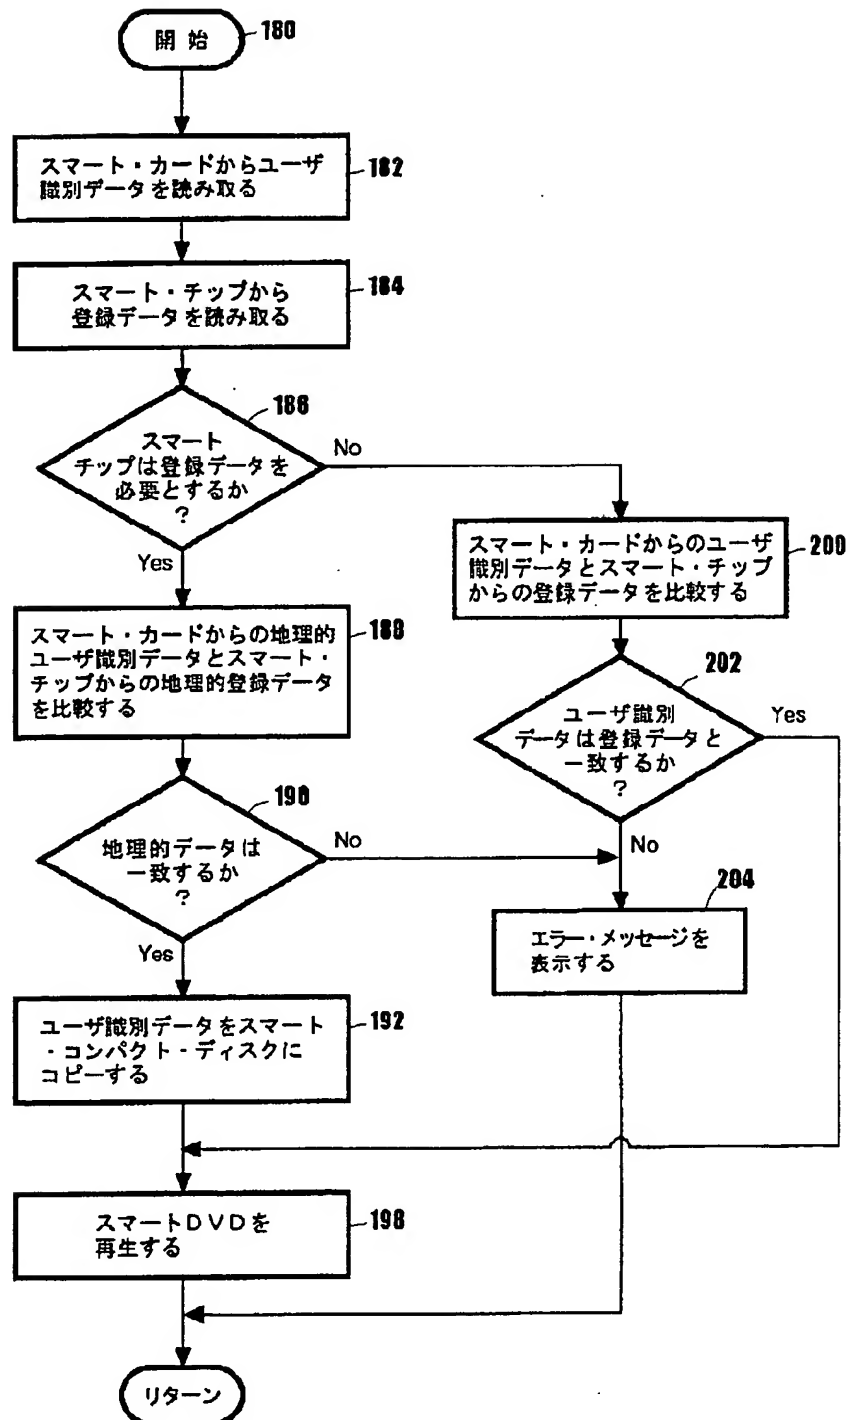 開始
180
スマート・カードからユーザ
識別データを読み取る
182
スマート・チップから
登録データを読み取る
184
186
スマート
チップは登録データを
必要とするか
?
No
Yes
スマート・カードからのユーザ
識別データとスマート・チップ
からの登録データを比較する
200
スマート・カードからの地理的
ユーザ識別データとスマート・
チップからの地理的登録データ
を比較する
188
202
ユーザ識別
データは登録データと
一致するか
?
Yes
No
190
地理的データは
一致するか
?
No
Yes
204
エラー・メッセージを
表示する
ユーザ識別データをスマート
・コンパクト・ディスクに
コピーする
192
スマートDVDを
再生する
198
リターン